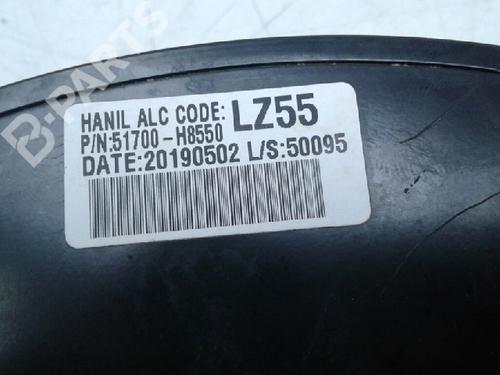 B-PARTS
HANIL ALC CODE: LZ55
P/N:51700-H8550
DATE:20190502 L/S:50095